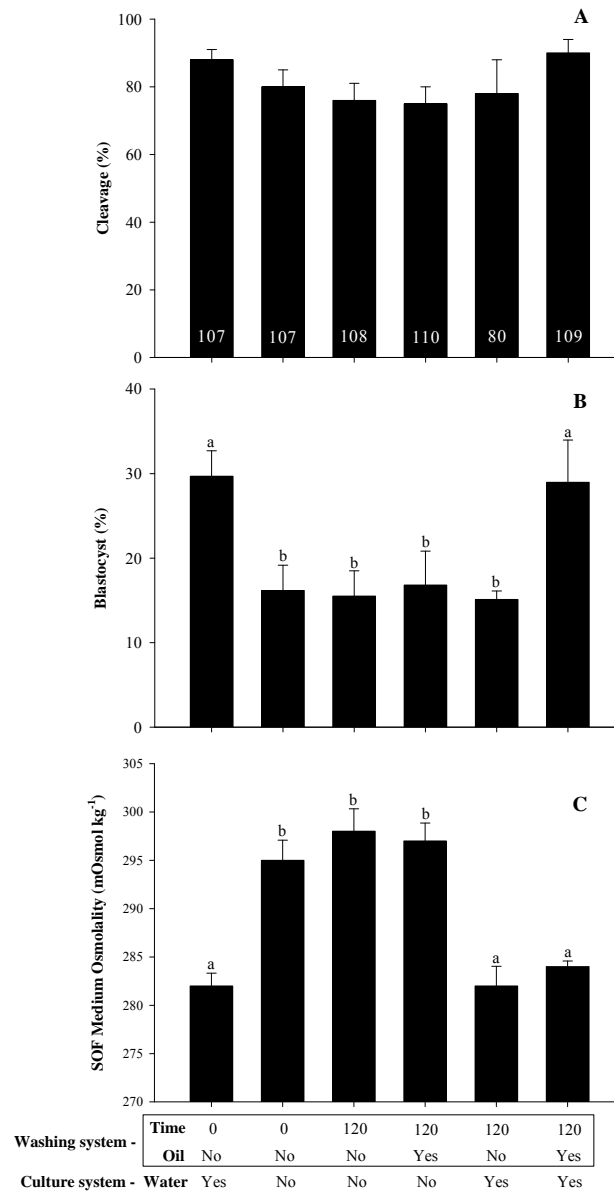 A
Cleavage (%)
100
80
60
40
20
0
107 107 108 110 80 109
B
Blastocyst (%)
40
30
20
10
0
a b b b b a
C
SOF Medium Osmolality (mOsmol kg⁻¹)
305
300
295
290
285
280
275
270
a b b b a a
Washing system - Time 0 0 120 120 120 120
Oil No No No Yes No Yes
Culture system - Water Yes No No No Yes Yes